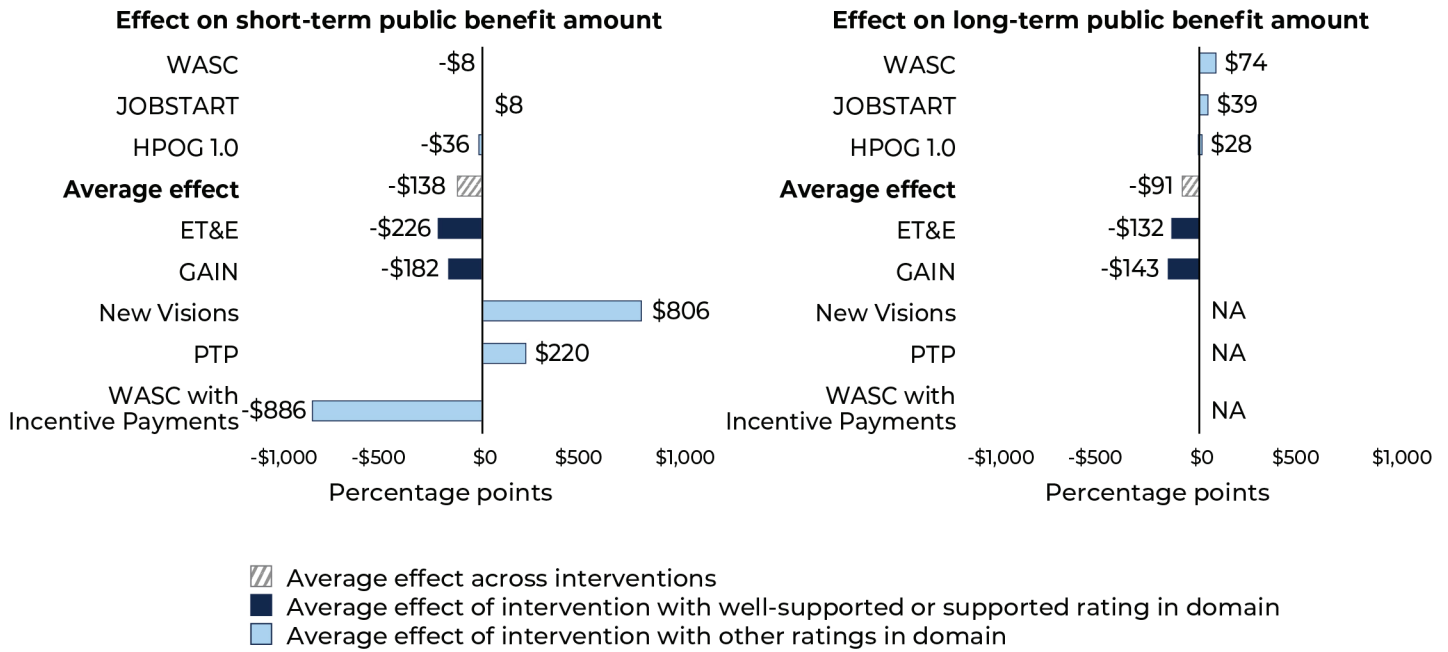 Effect on short-term public benefit amount
WASC -$8
JOBSTART $8
HPOG 1.0 -$36
Average effect -$138
ET&E -$226
GAIN -$182
New Visions $806
PTP $220
WASC with
Incentive Payments -$886
-$1,000 -$500 $0 $500 $1,000
Percentage points
Effect on long-term public benefit amount
WASC $74
JOBSTART $39
HPOG 1.0 $28
Average effect -$91
ET&E -$132
GAIN -$143
New Visions NA
PTP NA
WASC with
Incentive Payments NA
-$1,000 -$500 $0 $500 $1,000
Percentage points
Average effect across interventions
Average effect of intervention with well-supported or supported rating in domain
Average effect of intervention with other ratings in domain